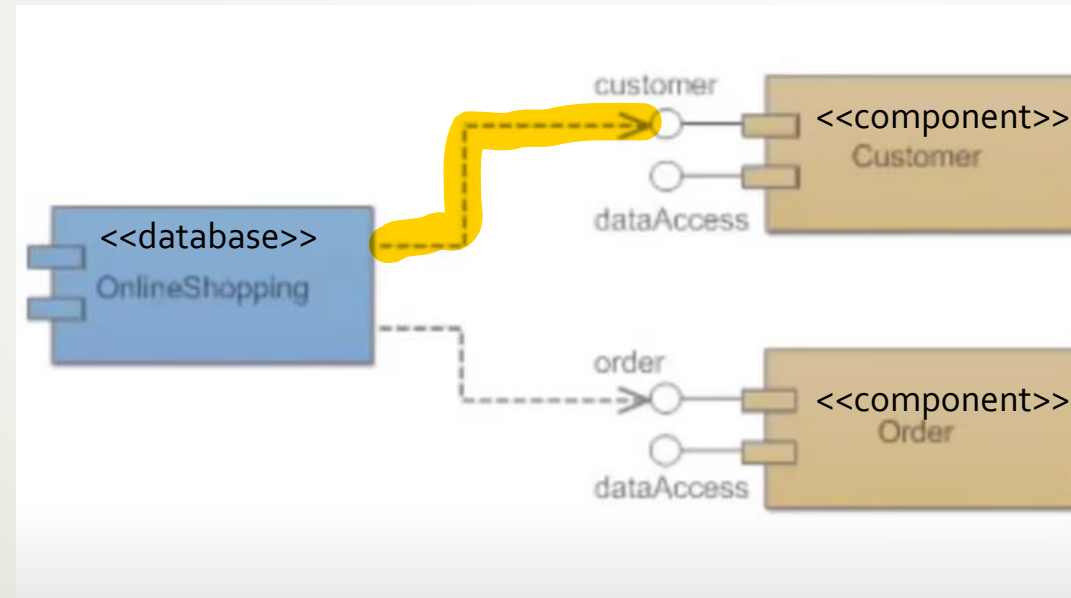 customer
<<component>>
Customer
dataAccess
<<database>>
OnlineShopping
order
<<component>>
Order
dataAccess